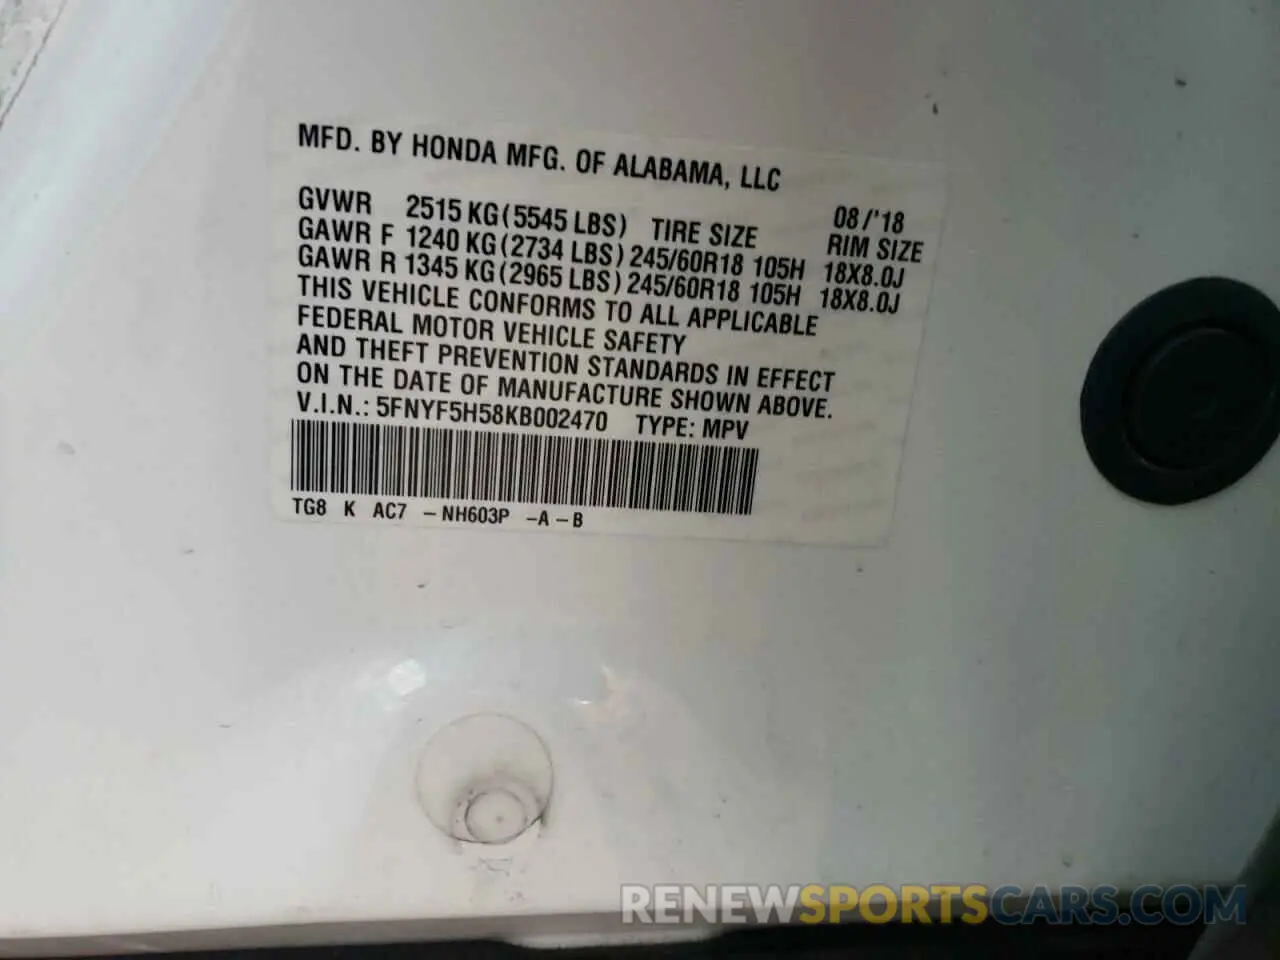 MFD. BY HONDA MFG. OF ALABAMA, LLC
08/'18
GVWR 2515 KG(5545 LBS) TIRE SIZE RIM SIZE
GAWR F 1240 KG(2734 LBS) 245/60R18 105H 18X8.0J
GAWR R 1345 KG(2965 LBS) 245/60R18 105H 18X8.0J
THIS VEHICLE CONFORMS TO ALL APPLICABLE
FEDERAL MOTOR VEHICLE SAFETY
AND THEFT PREVENTION STANDARDS IN EFFECT
ON THE DATE OF MANUFACTURE SHOWN ABOVE.
V.I.N.: 5FNYF5H58KB002470 TYPE: MPV
TG8 K AC7 -NH603P -A-B
RENEWSPORTSCARS.COM